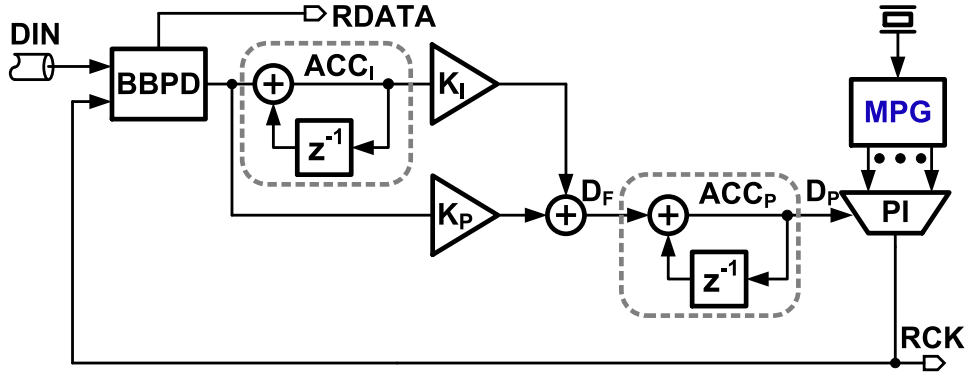 RDATA
DIN
BBPD
ACC_I
K_I
MPG
z^-1
K_P
D_F
ACC_P
D_P
PI
z^-1
RCK